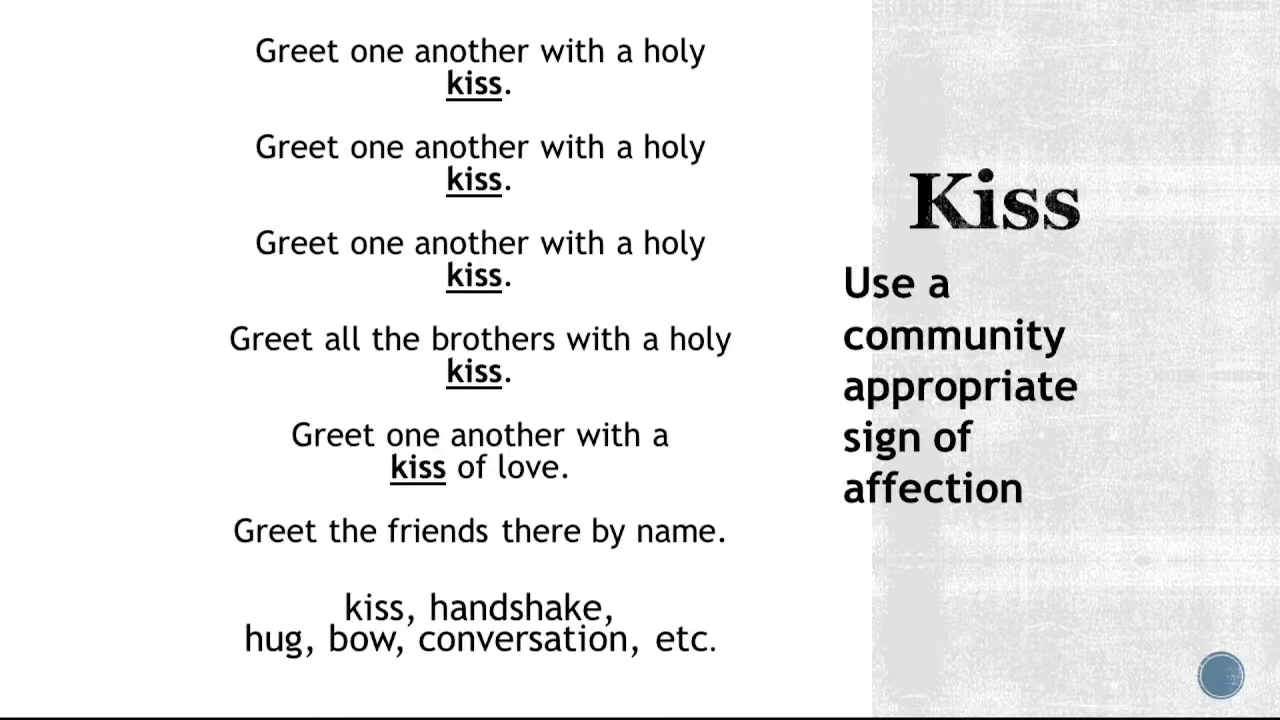 Greet one another with a holy
kiss.
Greet one another with a holy
kiss.
Greet one another with a holy
kiss.
Greet all the brothers with a holy
kiss.
Greet one another with a
kiss of love.
Greet the friends there by name.
kiss, handshake,
hug, bow, conversation, etc.
Kiss
Use a
community
appropriate
sign of
affection